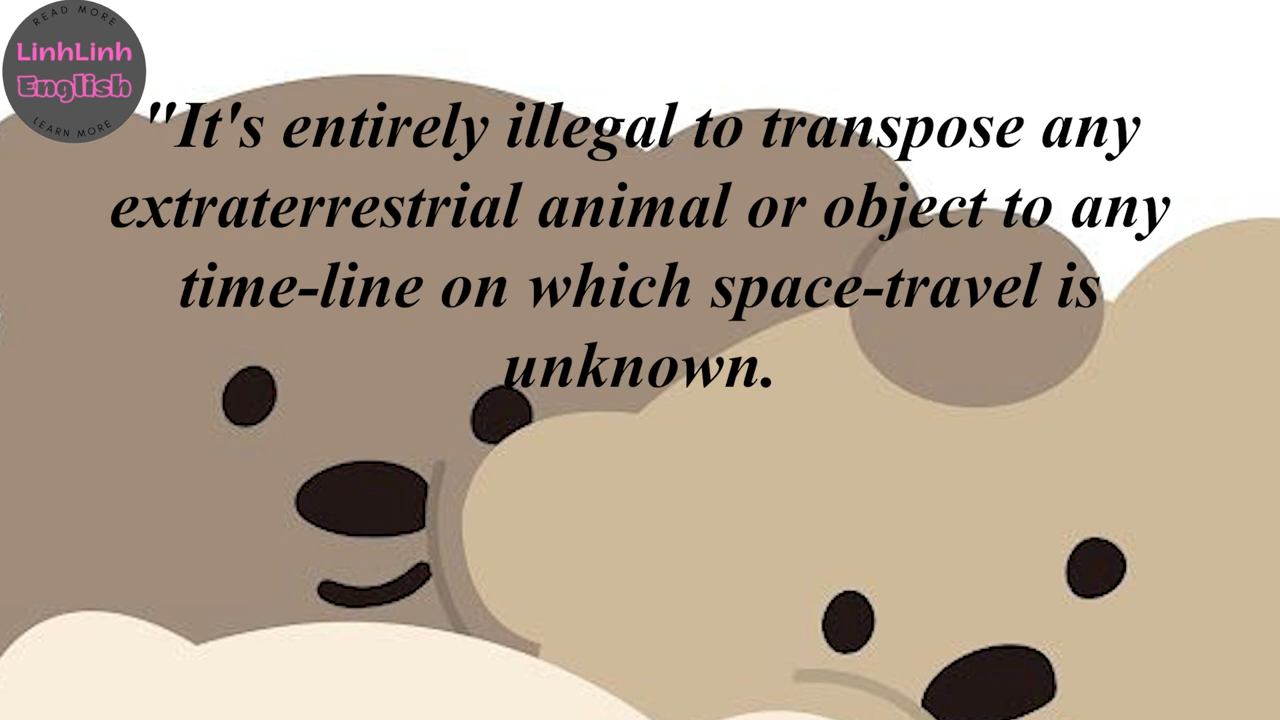 READ MORE
LinhLinh
English
LEARN MORE
"It's entirely illegal to transpose any
extraterrestrial animal or object to any
time-line on which space-travel is
unknown.